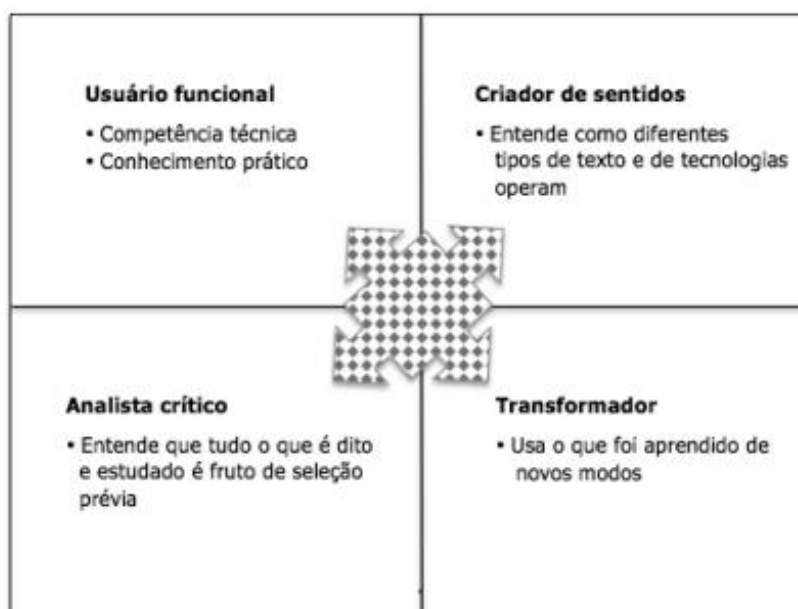 Usuário funcional
• Competência técnica
• Conhecimento prático
Criador de sentidos
• Entende como diferentes
tipos de texto e de tecnologias
operam
Analista crítico
• Entende que tudo o que é dito
e estudado é fruto de seleção
prévia
Transformador
• Usa o que foi aprendido de
novos modos